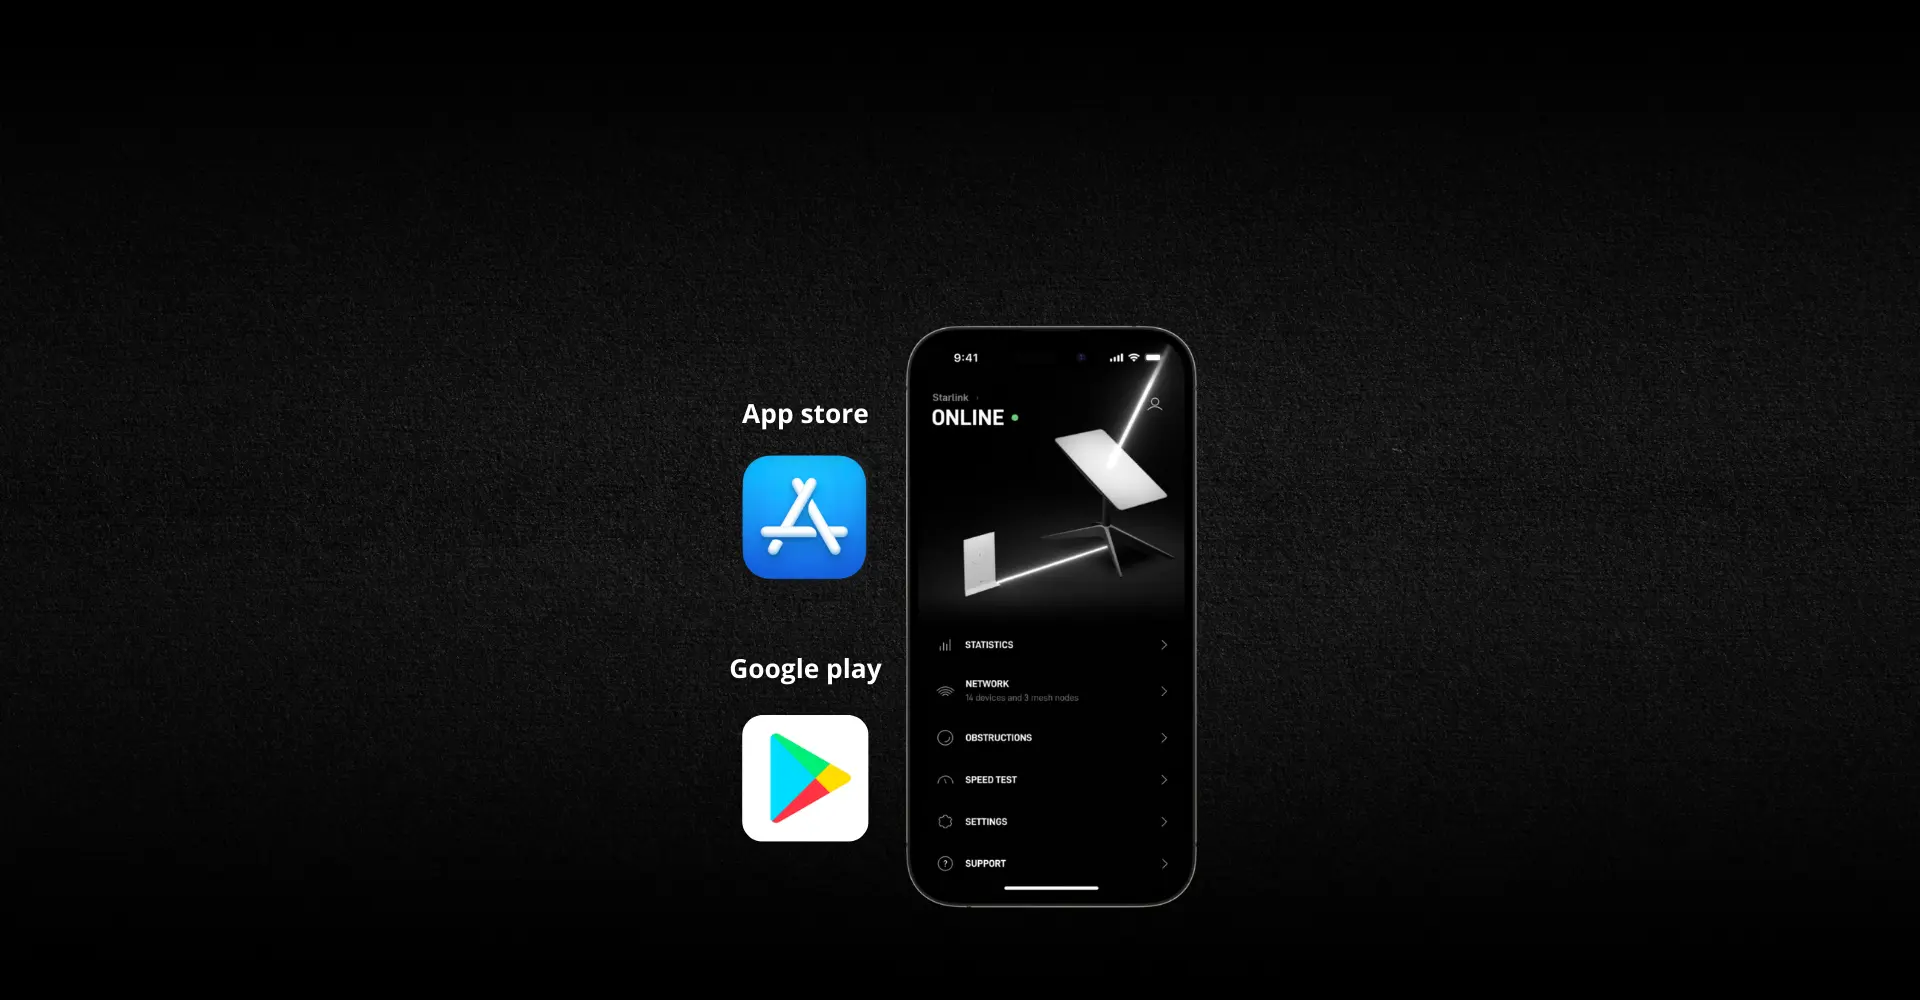 App store
Google play
9:41
Starlink
ONLINE
STATISTICS
NETWORK
14 devices and 3 mesh nodes
OBSTRUCTIONS
SPEED TEST
SETTINGS
?
SUPPORT